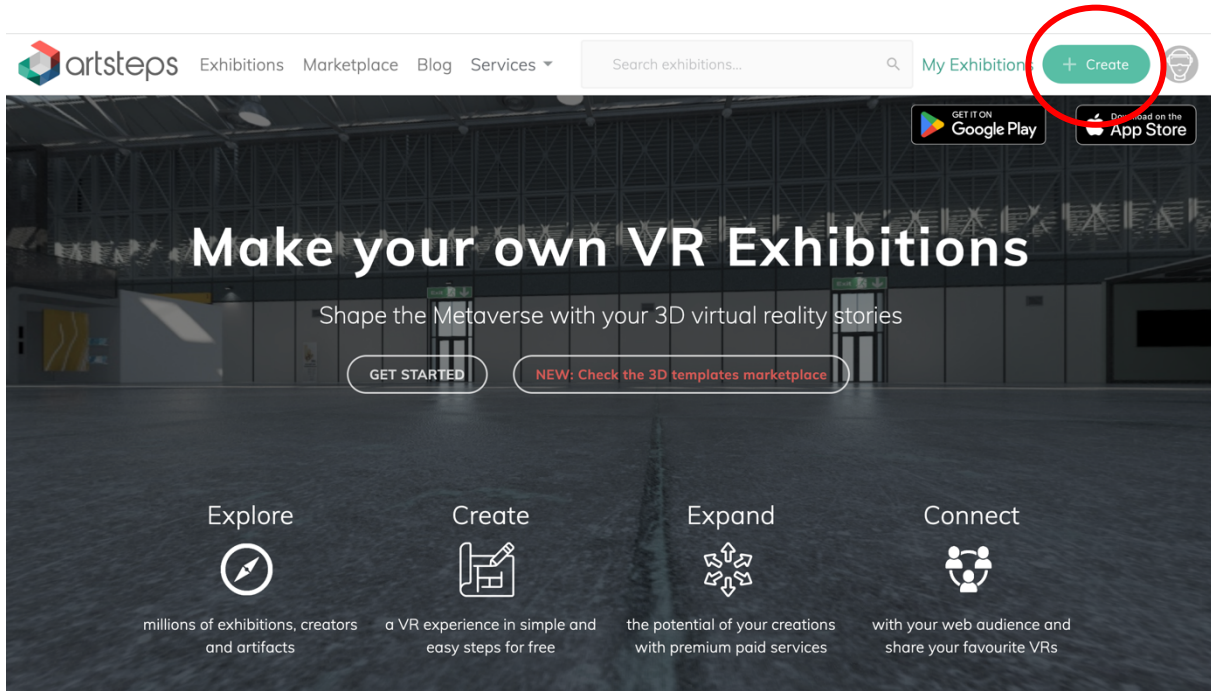 artsteps Exhibitions Marketplace Blog Services Search exhibitions... My Exhibitions + Create
GET IT ON
Google Play
Download on the
App Store
Make your own VR Exhibitions
Shape the Metaverse with your 3D virtual reality stories
GET STARTED
NEW: Check the 3D templates marketplace
Explore
millions of exhibitions, creators
and artifacts
Create
a VR experience in simple and
easy steps for free
Expand
the potential of your creations
with premium paid services
Connect
with your web audience and
share your favourite VRs